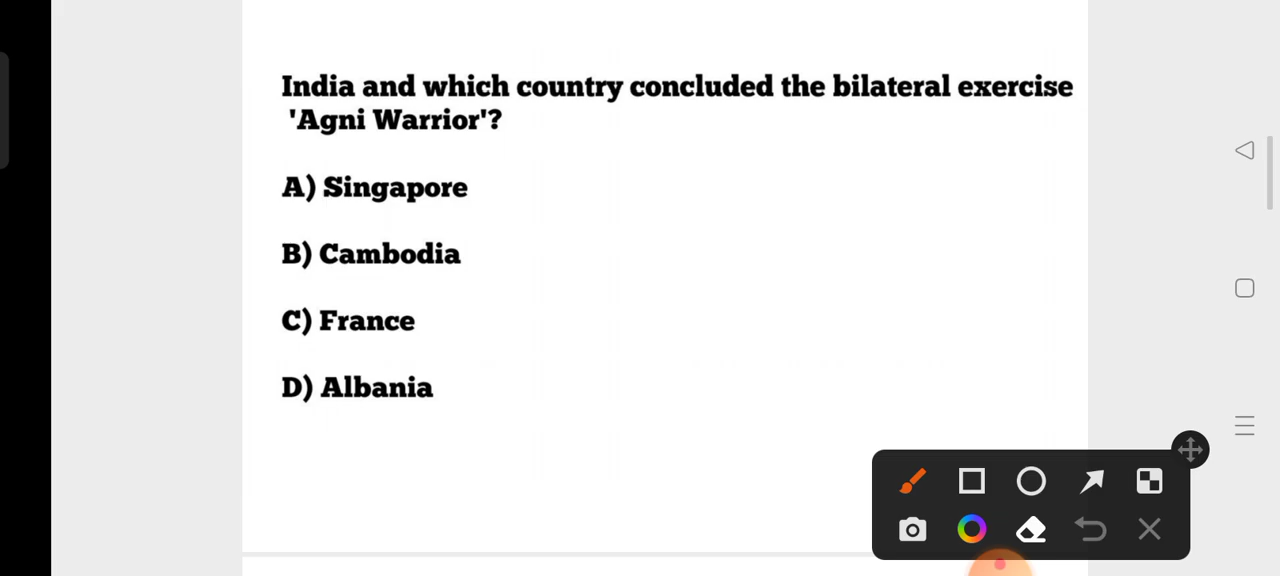 India and which country concluded the bilateral exercise
'Agni Warrior'?
A) Singapore
B) Cambodia
C) France
D) Albania